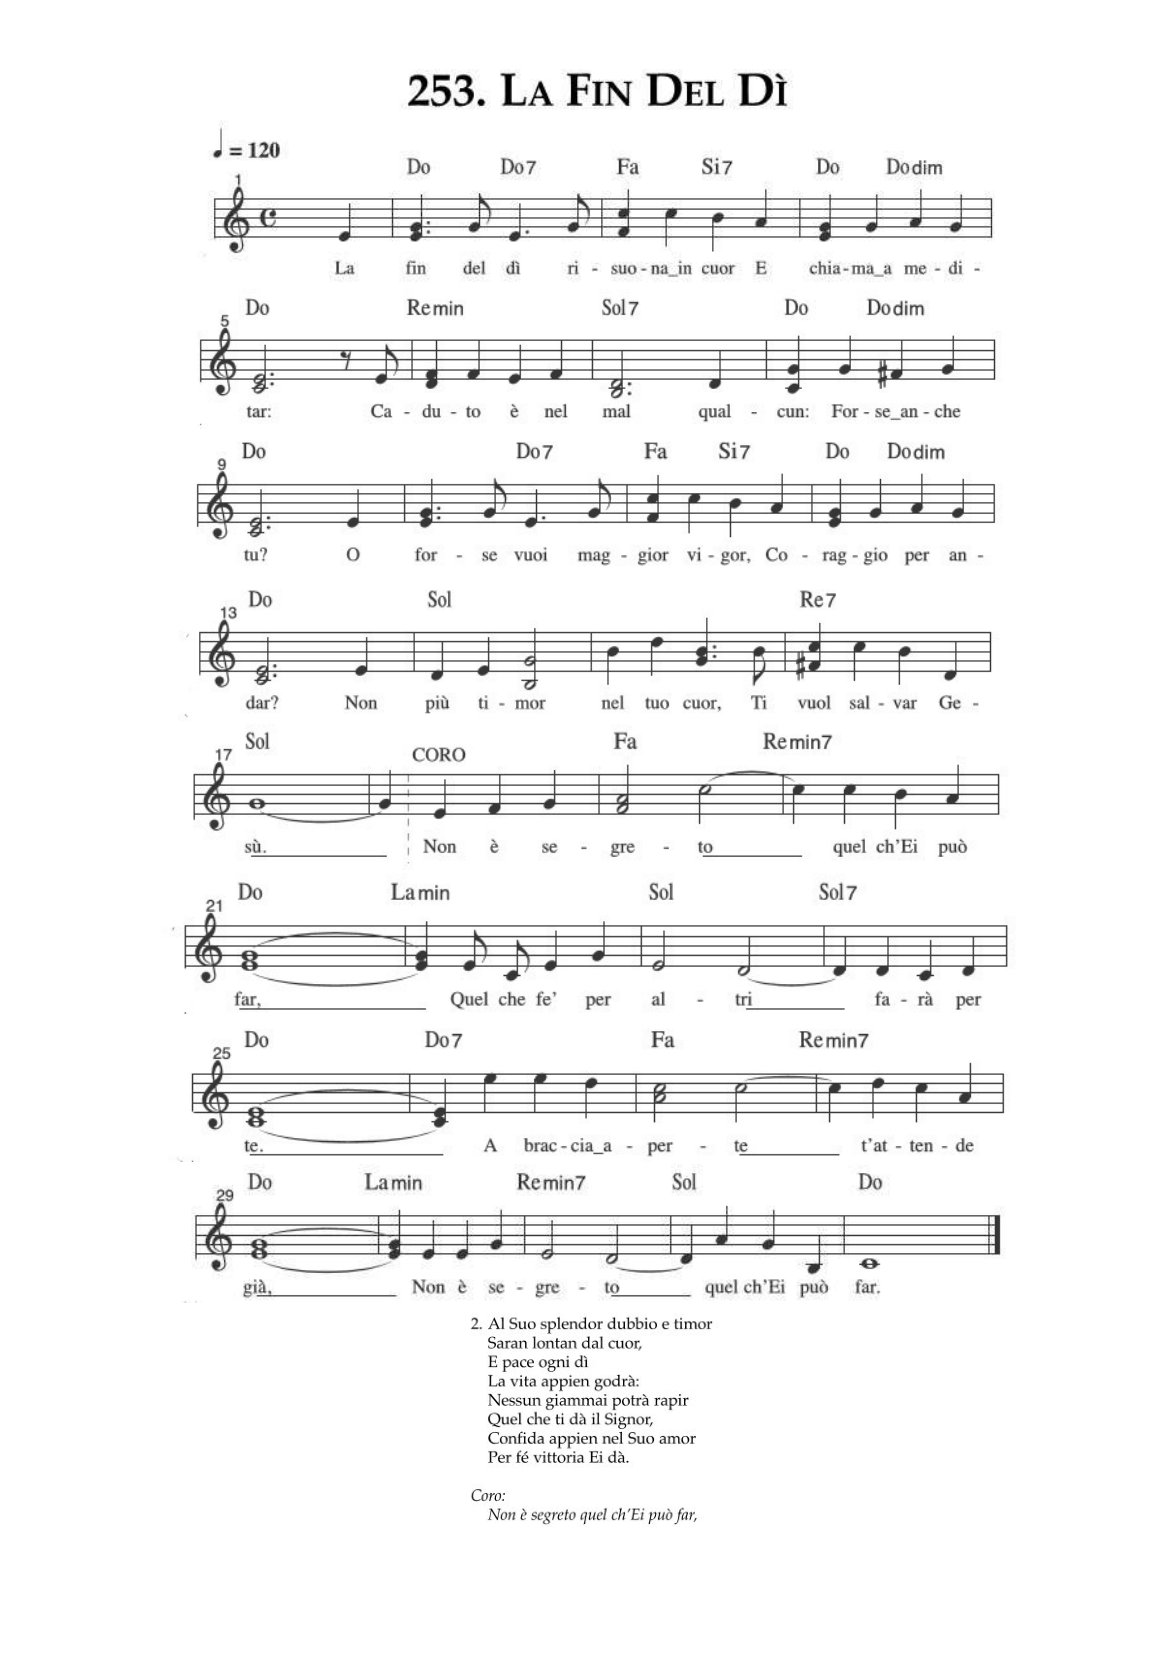 253. La Fin Del Dì
♩ = 120
Do Do7 Fa Si7 Do Dodim
1
La fin del dì ri - suo - na_in cuor E chia - ma_a me - di -
Do Remin Sol7 Do Dodim
5
tar: Ca - du - to è nel mal qual - cun: For - se_an - che
Do Do7 Fa Si7 Do Dodim
9
tu? O for - se vuoi mag - gior vi - gor, Co - rag - gio per an -
Do Sol Re7
13
dar? Non più ti - mor nel tuo cuor, Ti vuol sal - var Ge -
Sol CORO Fa Remin7
17
sù. Non è se - gre - to quel ch'Ei può
Do Lamin Sol Sol7
21
far, Quel che fe' per al - tri fa - rà per
Do Do7 Fa Remin7
25
te. A brac - cia_a - per - te t'at - ten - de
Do Lamin Remin7 Sol Do
29
già, Non è se - gre - to quel ch'Ei può far.
2. Al Suo splendor dubbio e timor
Saran lontan dal cuor,
E pace ogni dì
La vita appien godrà:
Nessun giammai potrà rapir
Quel che ti dà il Signor,
Confida appien nel Suo amor
Per fé vittoria Ei dà.
Coro:
Non è segreto quel ch'Ei può far,